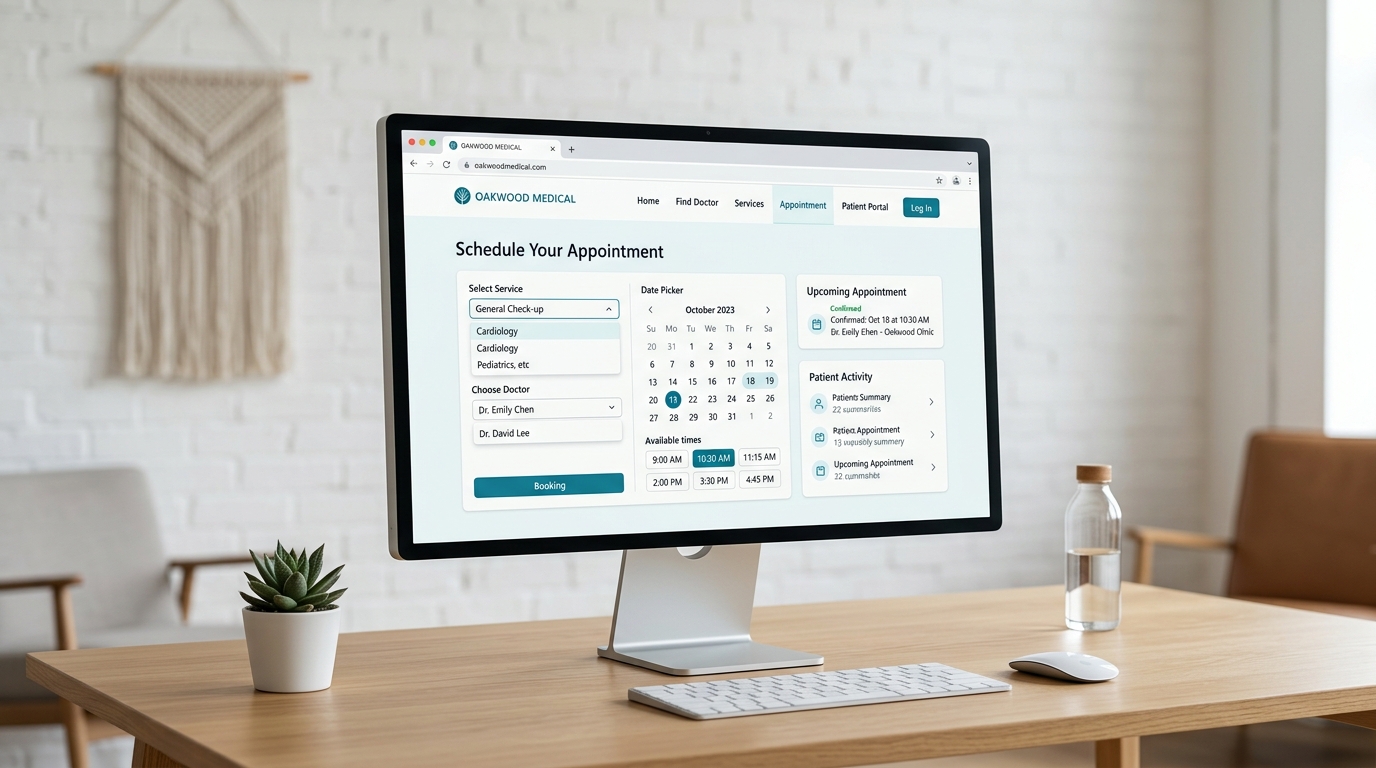 OAKWOOD MEDICAL
oakwoodmedical.com
OAKWOOD MEDICAL
Home
Find Doctor
Services
Appointment
Patient Portal
Log In
Schedule Your Appointment
Select Service
General Check-up
Cardiology
Cardiology
Pediatrics, etc
Choose Doctor
Dr. Emily Chen
Dr. David Lee
Booking
Date Picker
October 2023
Su Mo Tu We Th Fr Sa
20 31 1 2 3 4 5
6 7 8 9 10 11 12
13 14 15 16 17 18 19
20 22 23 24 25 26
27 28 29 30 31 1 2
Available times
9:00 AM 10:30 AM 11:15 AM
2:00 PM 3:30 PM 4:45 PM
Upcoming Appointment
Confirmed
Confirmed: Oct 18 at 10:30 AM
Dr.
Patient Activity
Patients Summary
22
Appointment
13
Upcoming Appointment
22